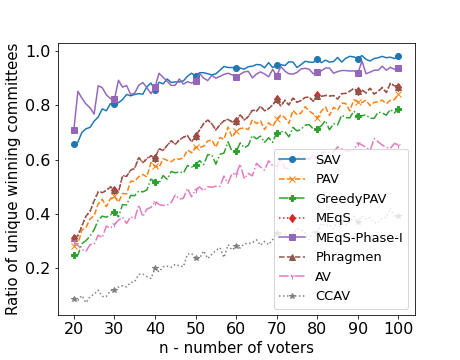 Ratio of unique winning committees
1.0
0.8
0.6
0.4
0.2
SAV
PAV
GreedyPAV
MEqS
MEqS-Phase-I
Phragmen
AV
CCAV
20 30 40 50 60 70 80 90 100
n - number of voters